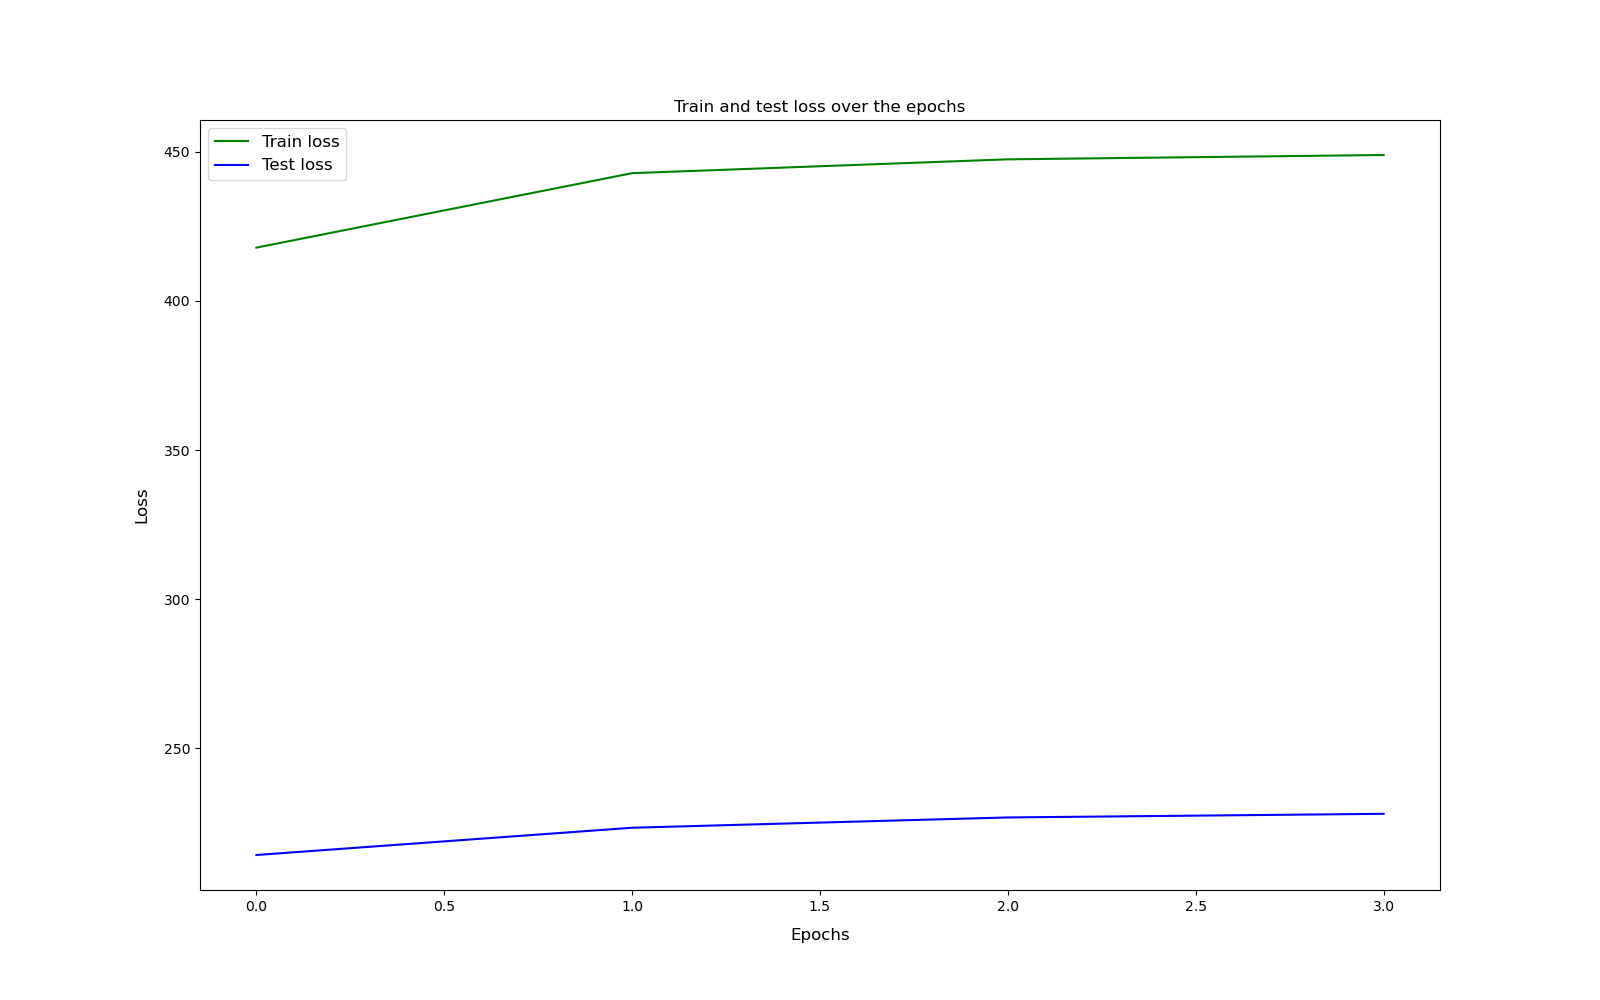 Train and test loss over the epochs
Train loss
Test loss
450
400
350
300
250
Loss
0.0 0.5 1.0 1.5 2.0 2.5 3.0
Epochs